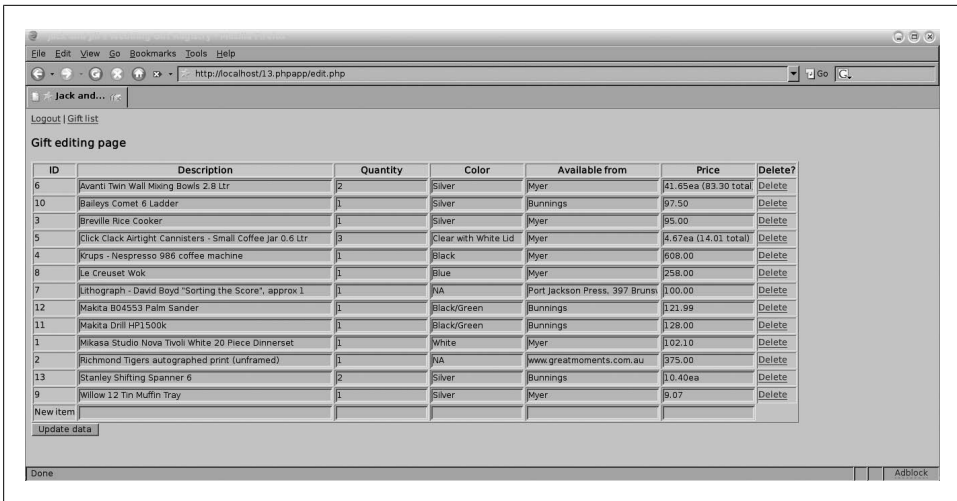 File Edit View Go Bookmarks Tools Help
http://localhost/13.phpapp/edit.php Go G
Jack and...
Logout | Gift list
Gift editing page
ID Description Quantity Color Available from Price Delete?
6 Avanti Twin Wall Mixing Bowls 2.8 Ltr 2 Silver Myer 41.65ea (83.30 total Delete
10 Baileys Comet 6 Ladder 1 Silver Bunnings 97.50 Delete
3 Breville Rice Cooker 1 Silver Myer 95.00 Delete
5 Click Clack Airtight Cannisters - Small Coffee Jar 0.6 Ltr 3 Clear with White Lid Myer 4.67ea (14.01 total) Delete
4 Krups - Nespresso 986 coffee machine 1 Black Myer 608.00 Delete
8 Le Creuset Wok 1 Blue Myer 258.00 Delete
7 Lithograph - David Boyd "Sorting the Score", approx 1 1 NA Port Jackson Press, 397 Brunsv 100.00 Delete
12 Makita B04553 Palm Sander 1 Black/Green Bunnings 121.99 Delete
11 Makita Drill HP1500k 1 Black/Green Bunnings 128.00 Delete
1 Mikasa Studio Nova Tivoli White 20 Piece Dinnerset 1 White Myer 102.10 Delete
2 Richmond Tigers autographed print (unframed) 1 NA www.greatmoments.com.au 375.00 Delete
13 Stanley Shifting Spanner 6 2 Silver Bunnings 10.40ea Delete
9 Willow 12 Tin Muffin Tray 1 Silver Myer 9.07 Delete
New item
Update data
Done Adblock